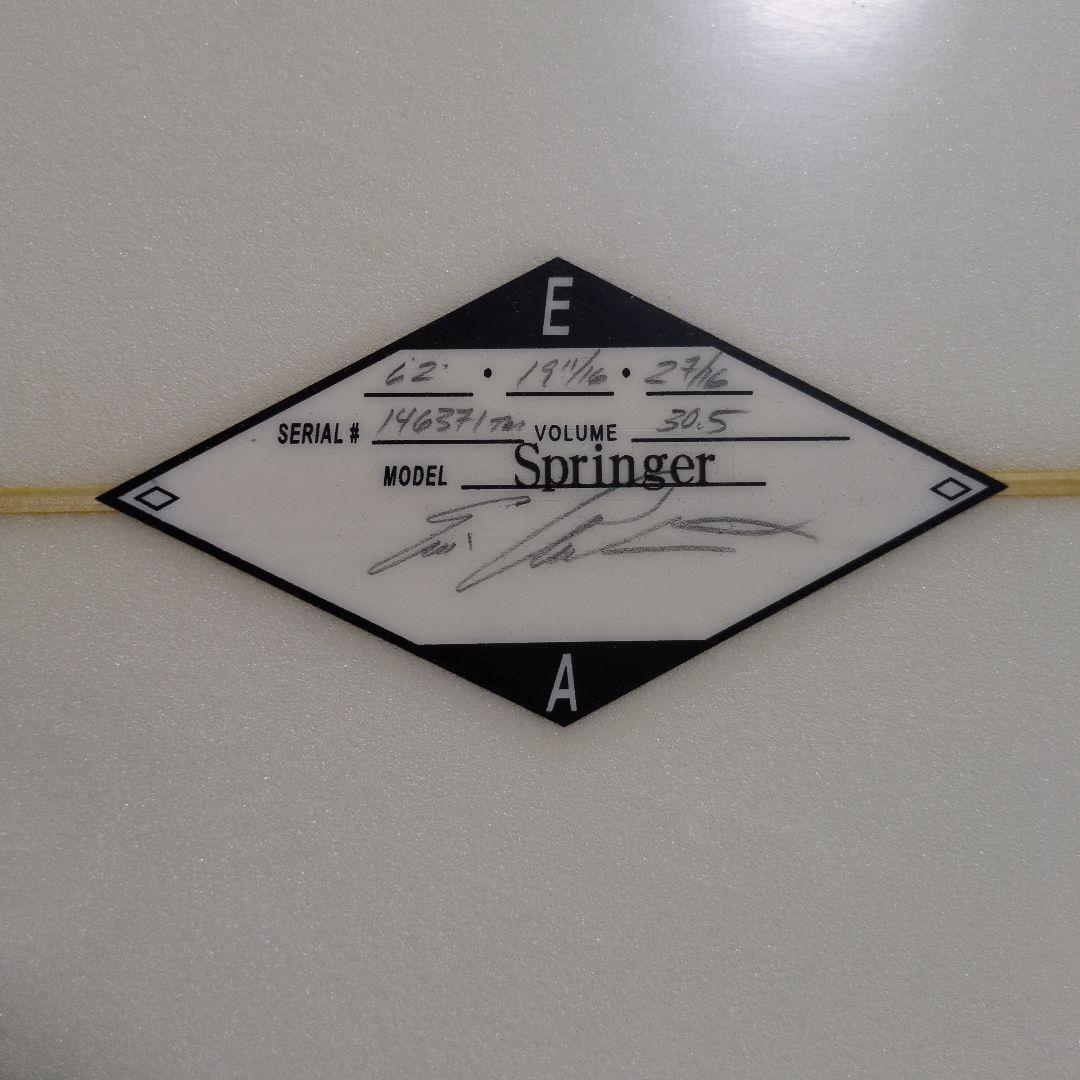 E
6'2" • 19 11/16 • 2 7/16
SERIAL # 146371 VOLUME 30.5
MODEL Springer
A